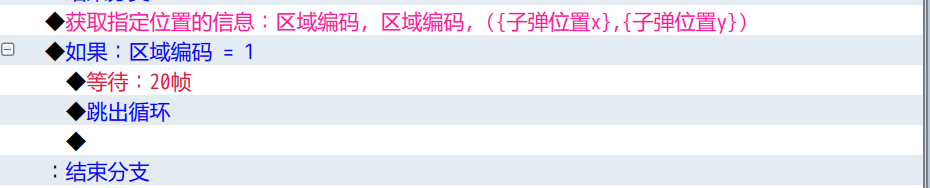 ◆获取指定位置的信息：区域编码, 区域编码, ({子弹位置x},{子弹位置y})
◆如果：区域编码 = 1
◆等待：20帧
◆跳出循环
◆
：结束分支